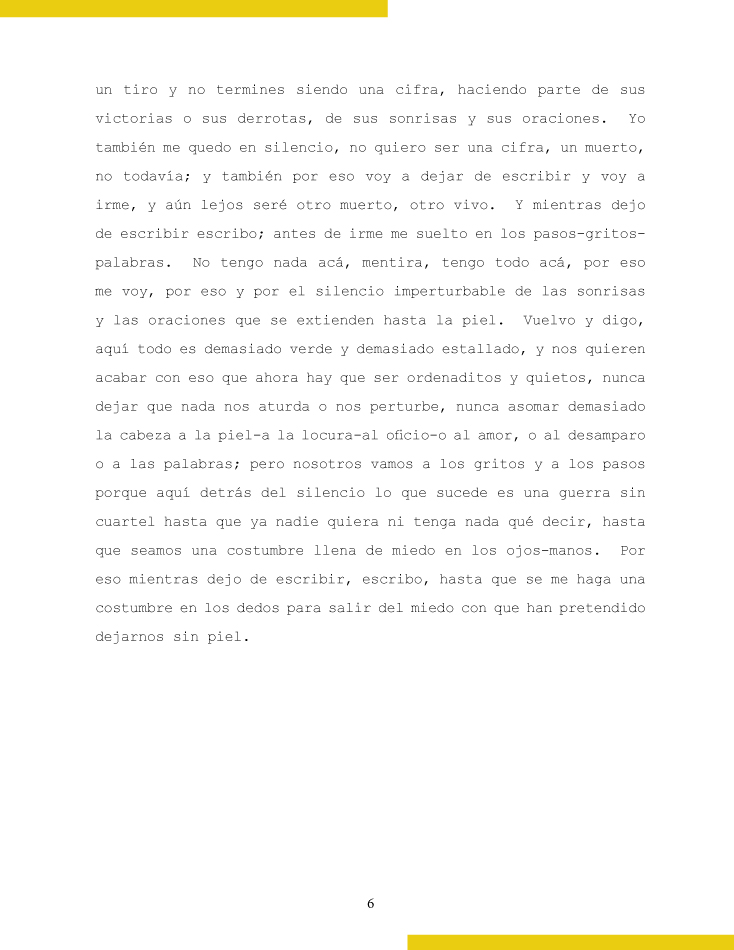 un tiro y no termines siendo una cifra, haciendo parte de sus
victorias o sus derrotas, de sus sonrisas y sus oraciones.  Yo
también me quedo en silencio, no quiero ser una cifra, un muerto,
no todavía; y también por eso voy a dejar de escribir y voy a
irme, y aún lejos seré otro muerto, otro vivo.  Y mientras dejo
de escribir escribo; antes de irme me suelto en los pasos-gritos-
palabras.  No tengo nada acá, mentira, tengo todo acá, por eso
me voy, por eso y por el silencio imperturbable de las sonrisas
y las oraciones que se extienden hasta la piel.  Vuelvo y digo,
aquí todo es demasiado verde y demasiado estallado, y nos quieren
acabar con eso que ahora hay que ser ordenaditos y quietos, nunca
dejar que nada nos aturda o nos perturbe, nunca asomar demasiado
la cabeza a la piel-a la locura-al oficio-o al amor, o al desamparo
o a las palabras; pero nosotros vamos a los gritos y a los pasos
porque aquí detrás del silencio lo que sucede es una guerra sin
cuartel hasta que ya nadie quiera ni tenga nada qué decir, hasta
que seamos una costumbre llena de miedo en los ojos-manos.  Por
eso mientras dejo de escribir, escribo, hasta que se me haga una
costumbre en los dedos para salir del miedo con que han pretendido
dejarnos sin piel.
6